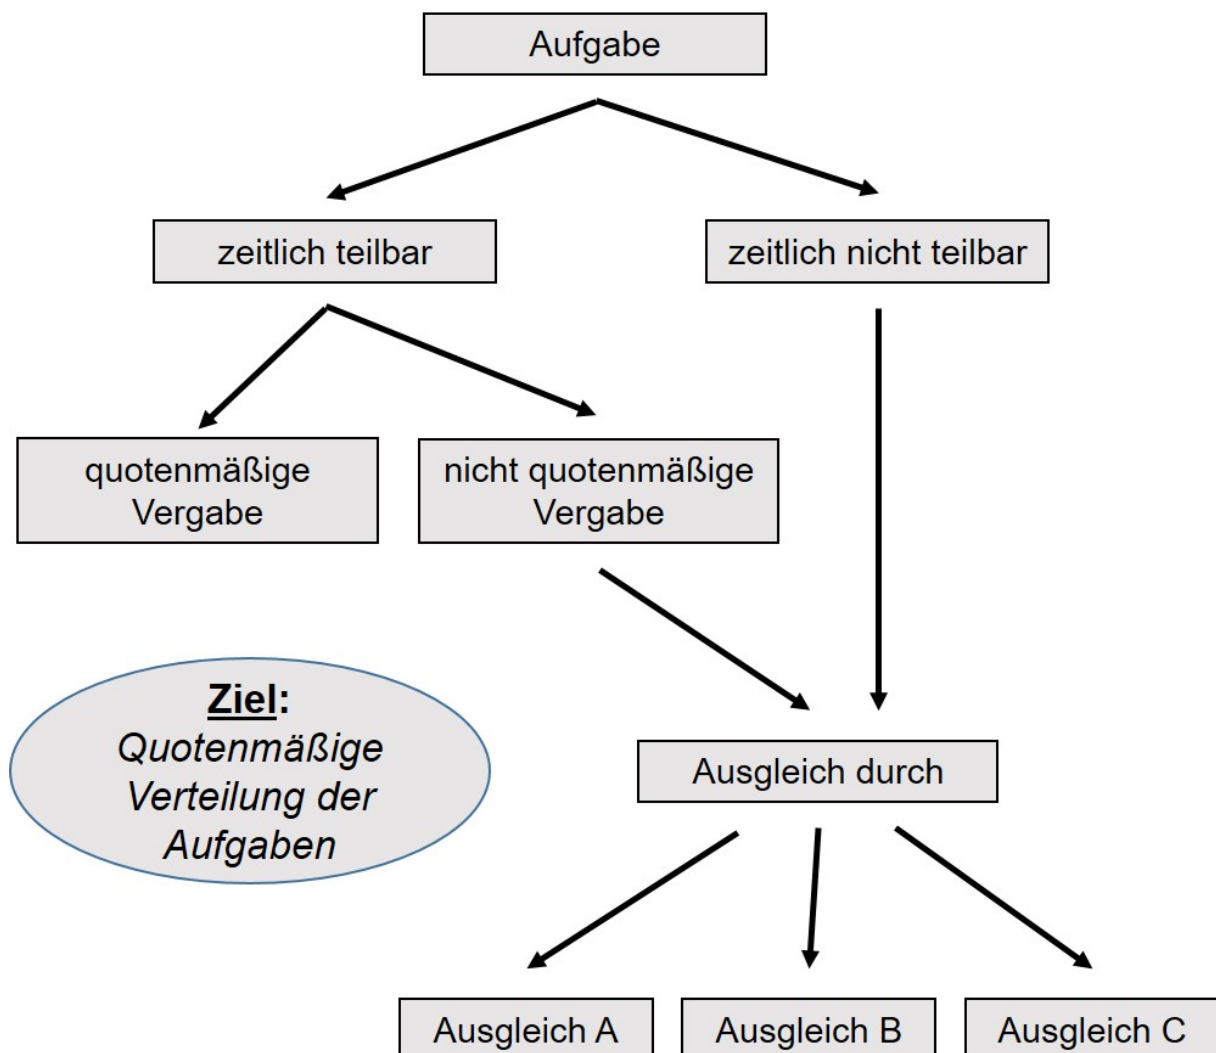 Aufgabe
zeitlich teilbar
zeitlich nicht teilbar
quotenmäßige
Vergabe
nicht quotenmäßige
Vergabe
Ziel:
Quotenmäßige
Verteilung der
Aufgaben
Ausgleich durch
Ausgleich A
Ausgleich B
Ausgleich C